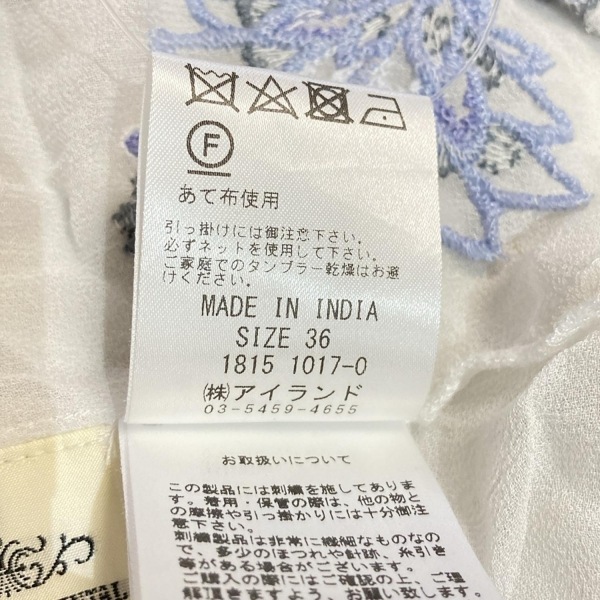 F
あて布使用
引っ掛けには御注意下さい。
必ずネットを使用して下さい。
ご家庭でのタンブラー乾燥はお避
けください。
MADE IN INDIA
SIZE 36
1815 1017-0
㈱アイランド
03-5459-4655
お取扱いについて
この製品には刺繍を施してありま
す。着用・保管の際は、他の物と
の摩擦や引っ掛かりには十分御注
意下さい。
刺繍製品は非常に繊細なものなの
で、多少のほつれや針跡、糸引き
等がある場合がございます。
ご購入の際にはご確認の上、ご理
解頂きますよう、お願い致します。